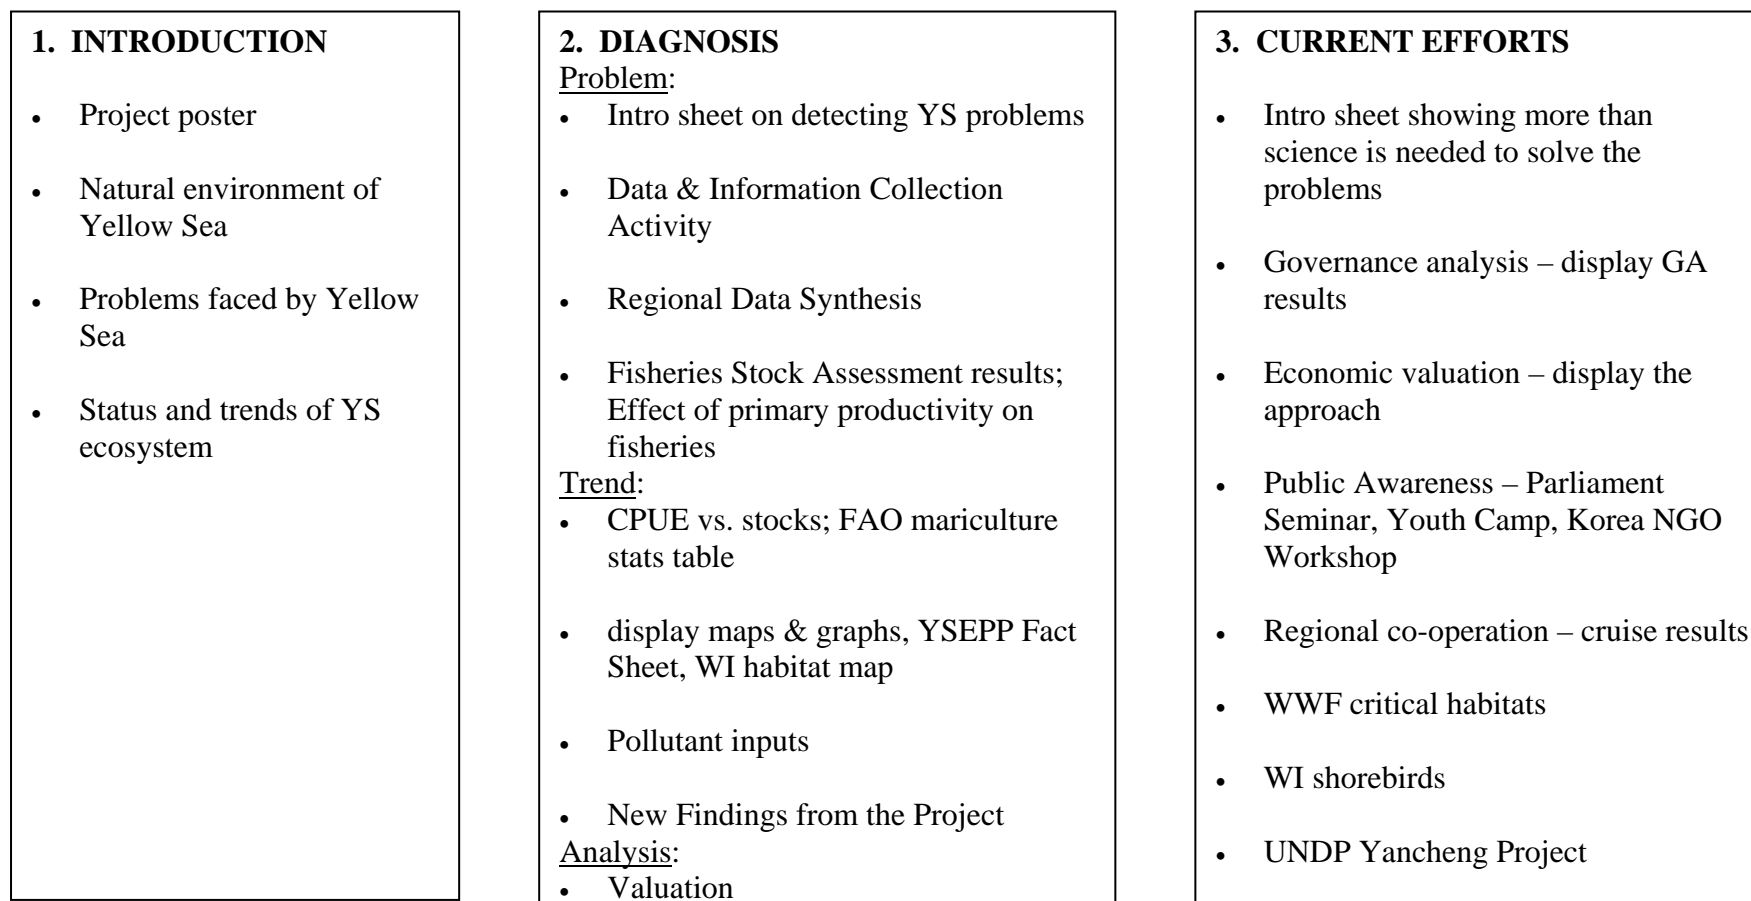 1. INTRODUCTION
• Project poster
• Natural environment of
Yellow Sea
• Problems faced by Yellow
Sea
• Status and trends of YS
ecosystem
2. DIAGNOSIS
Problem:
• Intro sheet on detecting YS problems
• Data & Information Collection
Activity
• Regional Data Synthesis
• Fisheries Stock Assessment results;
Effect of primary productivity on
fisheries
Trend:
• CPUE vs. stocks; FAO mariculture
stats table
• display maps & graphs, YSEPP Fact
Sheet, WI habitat map
• Pollutant inputs
• New Findings from the Project
Analysis:
• Valuation
3. CURRENT EFFORTS
• Intro sheet showing more than
science is needed to solve the
problems
• Governance analysis – display GA
results
• Economic valuation – display the
approach
• Public Awareness – Parliament
Seminar, Youth Camp, Korea NGO
Workshop
• Regional co-operation – cruise results
• WWF critical habitats
• WI shorebirds
• UNDP Yancheng Project